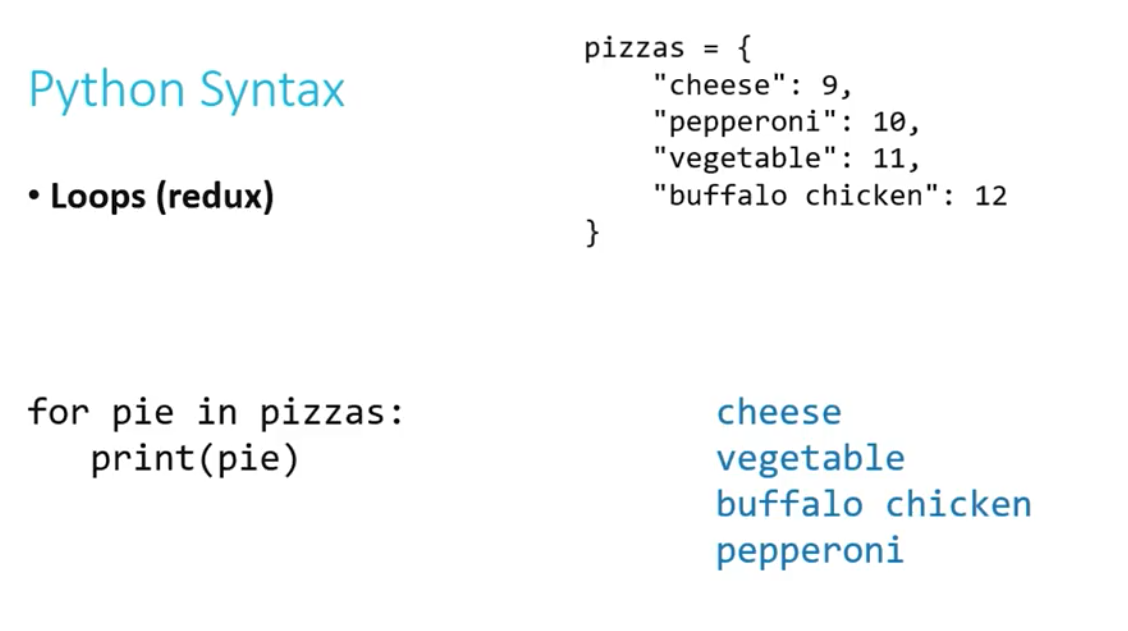 Python Syntax
• Loops (redux)
pizzas = {
    "cheese": 9,
    "pepperoni": 10,
    "vegetable": 11,
    "buffalo chicken": 12
}
for pie in pizzas:
   print(pie)
cheese
vegetable
buffalo chicken
pepperoni